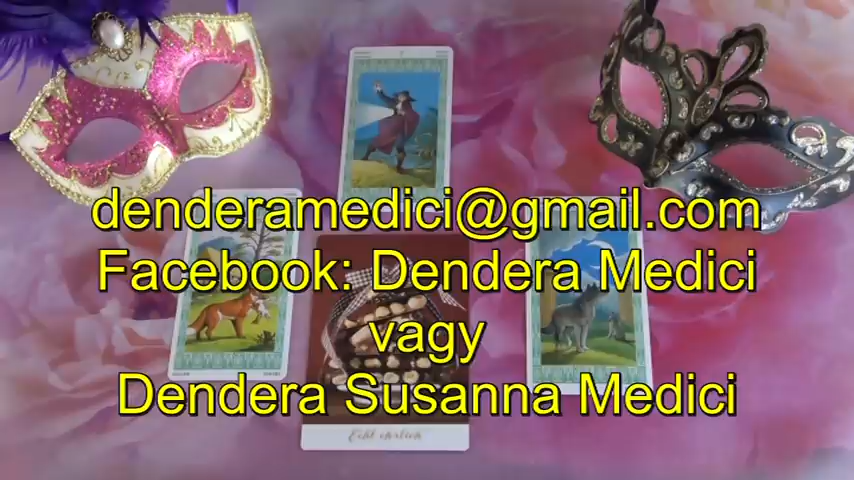 denderamedici@gmail.com
Facebook: Dendera Medici
vagy
Dendera Susanna Medici